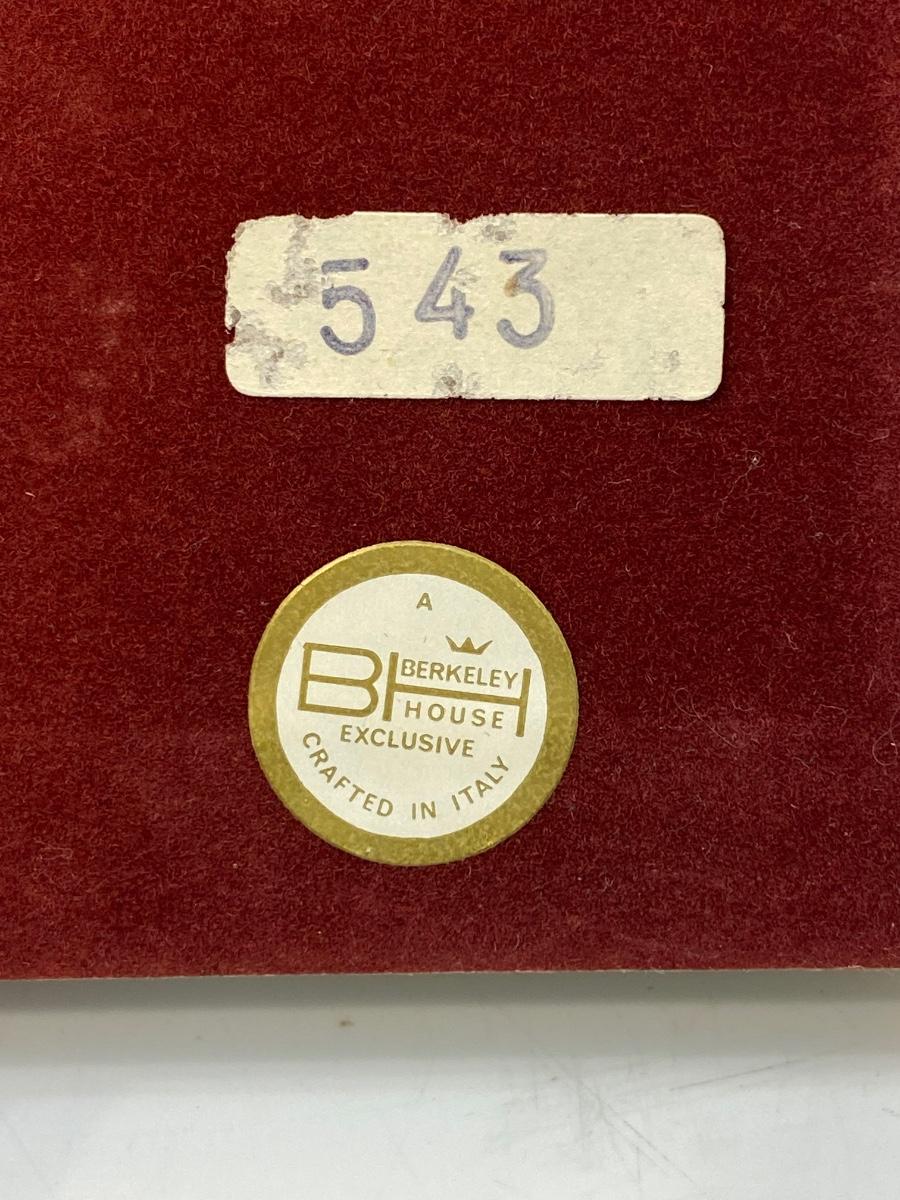 543
A
BH BERKELEY
HOUSE
EXCLUSIVE
CRAFTED IN ITALY